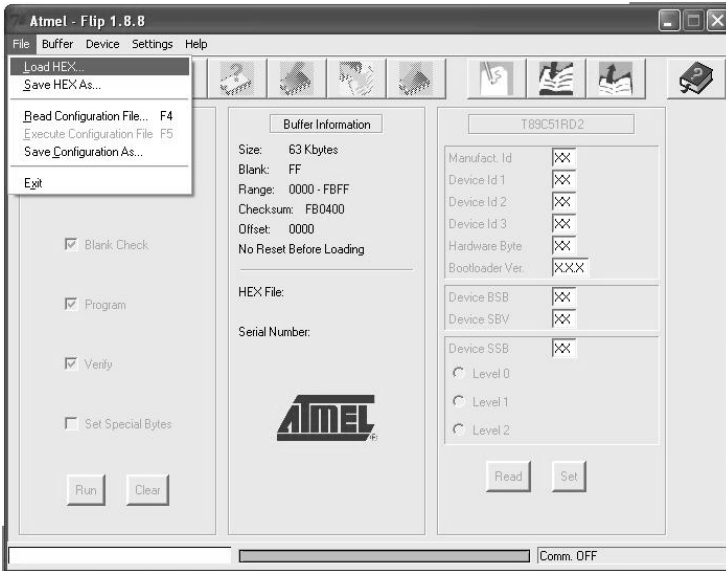 Atmel - Flip 1.8.8
File Buffer Device Settings Help
Load HEX...
Save HEX As...
Read Configuration File... F4
Execute Configuration File F5
Save Configuration As...
Exit
Blank Check
Program
Verify
Set Special Bytes
Run Clear
Buffer Information
Size: 63 Kbytes
Blank: FF
Range: 0000 - FBFF
Checksum: FB0400
Offset: 0000
No Reset Before Loading
HEX File:
Serial Number:
ATMEL ®
T89C51RD2
Manufact. Id XX
Device Id 1 XX
Device Id 2 XX
Device Id 3 XX
Hardware Byte XX
Bootloader Ver. XXX
Device BSB XX
Device SBV XX
Device SSB XX
Level 0
Level 1
Level 2
Read Set
Comm. OFF